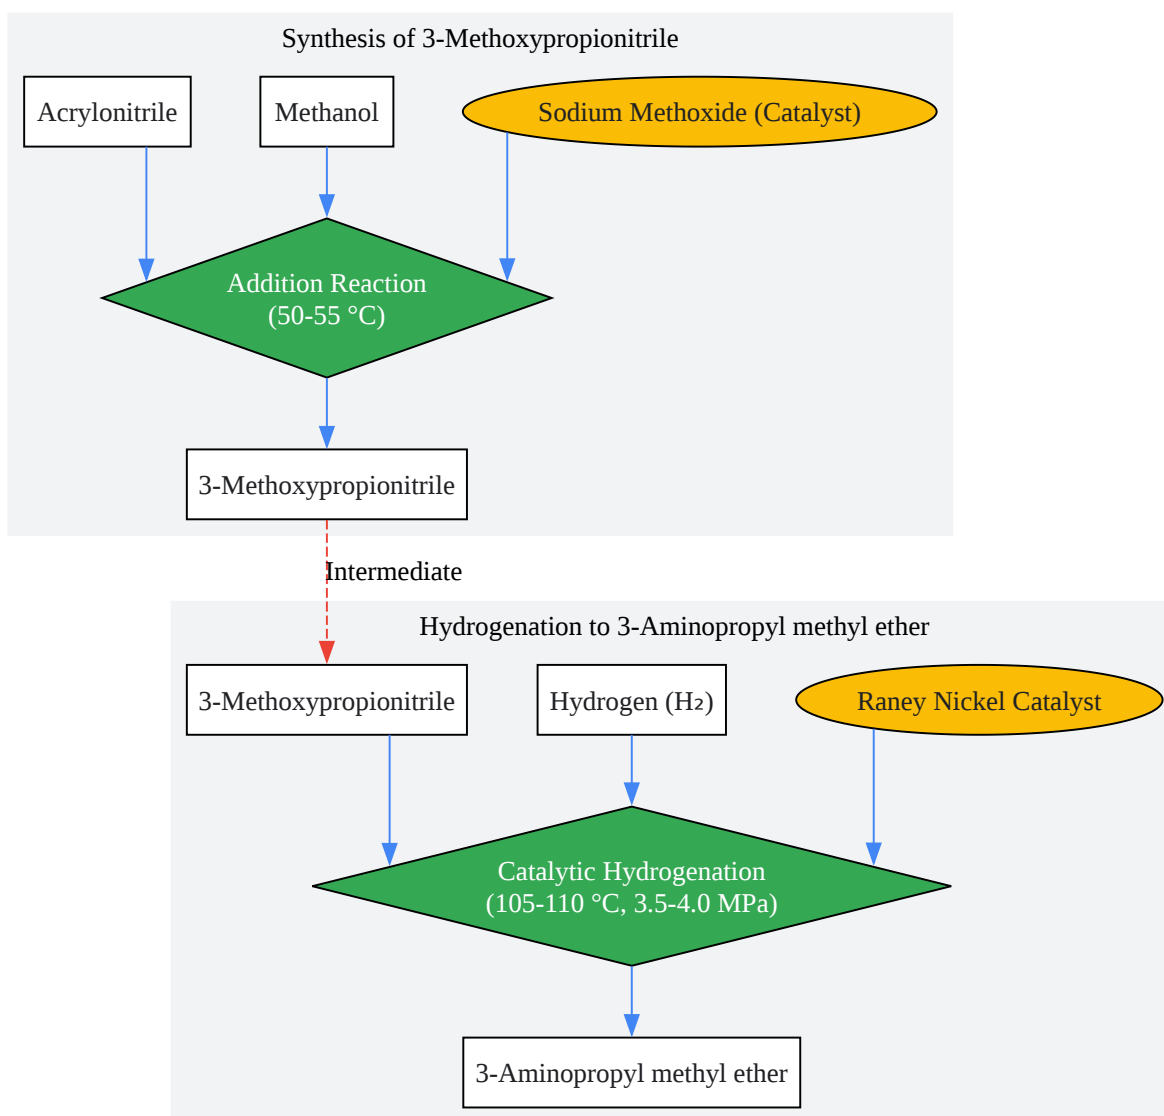 Synthesis of 3-Methoxypropionitrile
Acrylonitrile
Methanol
Sodium Methoxide (Catalyst)
Addition Reaction
(50-55 °C)
3-Methoxypropionitrile
Intermediate
Hydrogenation to 3-Aminopropyl methyl ether
3-Methoxypropionitrile
Hydrogen (H₂)
Raney Nickel Catalyst
Catalytic Hydrogenation
(105-110 °C, 3.5-4.0 MPa)
3-Aminopropyl methyl ether